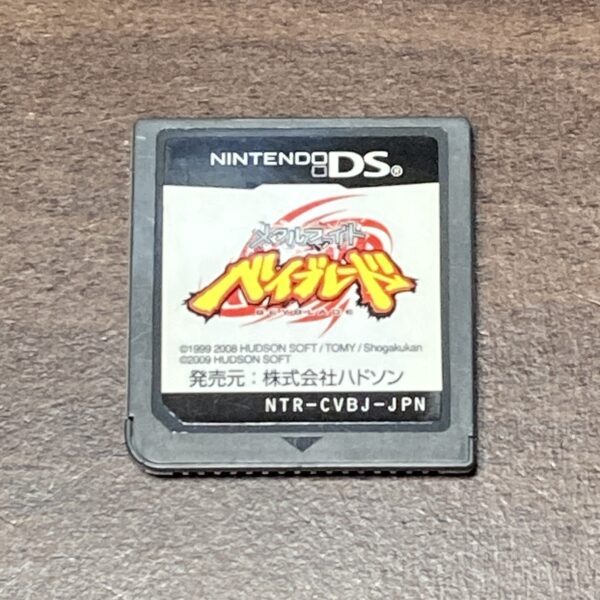 NINTENDO DS®
メタルファイト
ベイブレード
BEYBLADE
©1999 2008 HUDSON SOFT / TOMY / Shogakukan
©2009 HUDSON SOFT
発売元：株式会社ハドソン
NTR-CVBJ-JPN